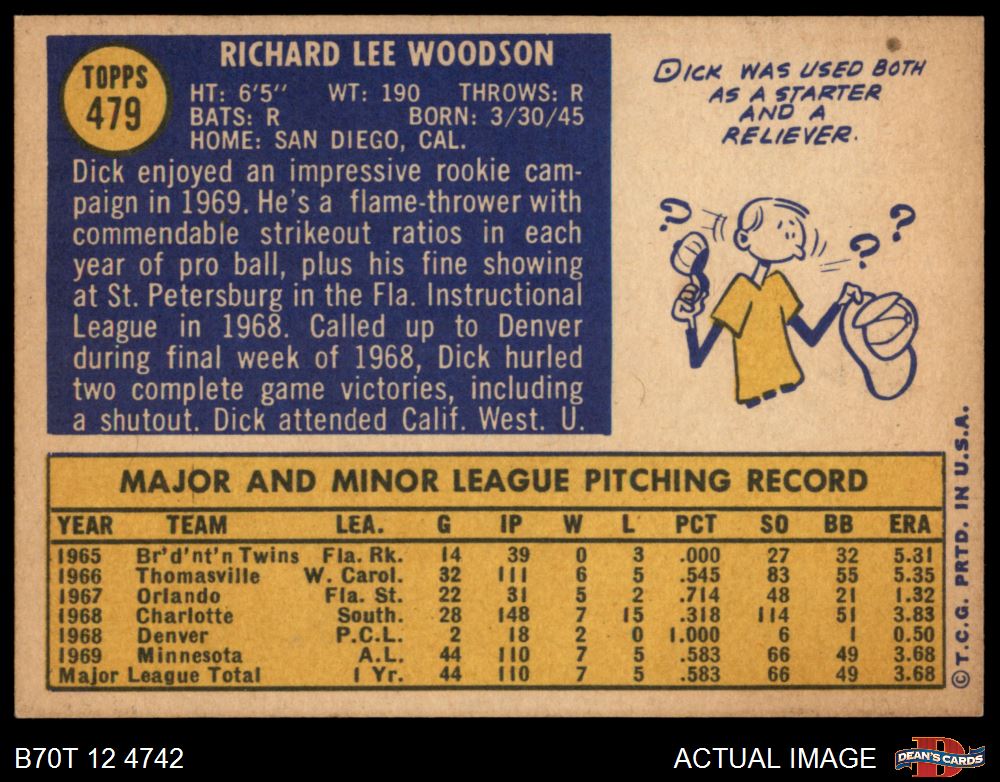 TOPPS
479
RICHARD LEE WOODSON
HT: 6'5" WT: 190 THROWS: R
BATS: R BORN: 3/30/45
HOME: SAN DIEGO, CAL.
Dick enjoyed an impressive rookie cam-
paign in 1969. He's a flame-thrower with
commendable strikeout ratios in each
year of pro ball, plus his fine showing
at St. Petersburg in the Fla. Instructional
League in 1968. Called up to Denver
during final week of 1968, Dick hurled
two complete game victories, including
a shutout. Dick attended Calif. West. U.
DICK WAS USED BOTH
AS A STARTER
AND A
RELIEVER.
? ? ?
MAJOR AND MINOR LEAGUE PITCHING RECORD
YEAR TEAM LEA. G IP W L PCT SO BB ERA
1965 Br'd'nt'n Twins Fla. Rk. 14 39 0 3 .000 27 32 5.31
1966 Thomasville W. Carol. 32 111 6 5 .545 83 55 5.35
1967 Orlando Fla. St. 22 31 5 2 .714 48 21 1.32
1968 Charlotte South. 28 148 7 15 .318 114 51 3.83
1968 Denver P.C.L. 2 18 2 0 1.000 6 1 0.50
1969 Minnesota A.L. 44 110 7 5 .583 66 49 3.68
Major League Total 1 Yr. 44 110 7 5 .583 66 49 3.68
©T.C.G. PRTD. IN U.S.A.
B70T 12 4742
ACTUAL IMAGE
D
DEAN'S CARDS